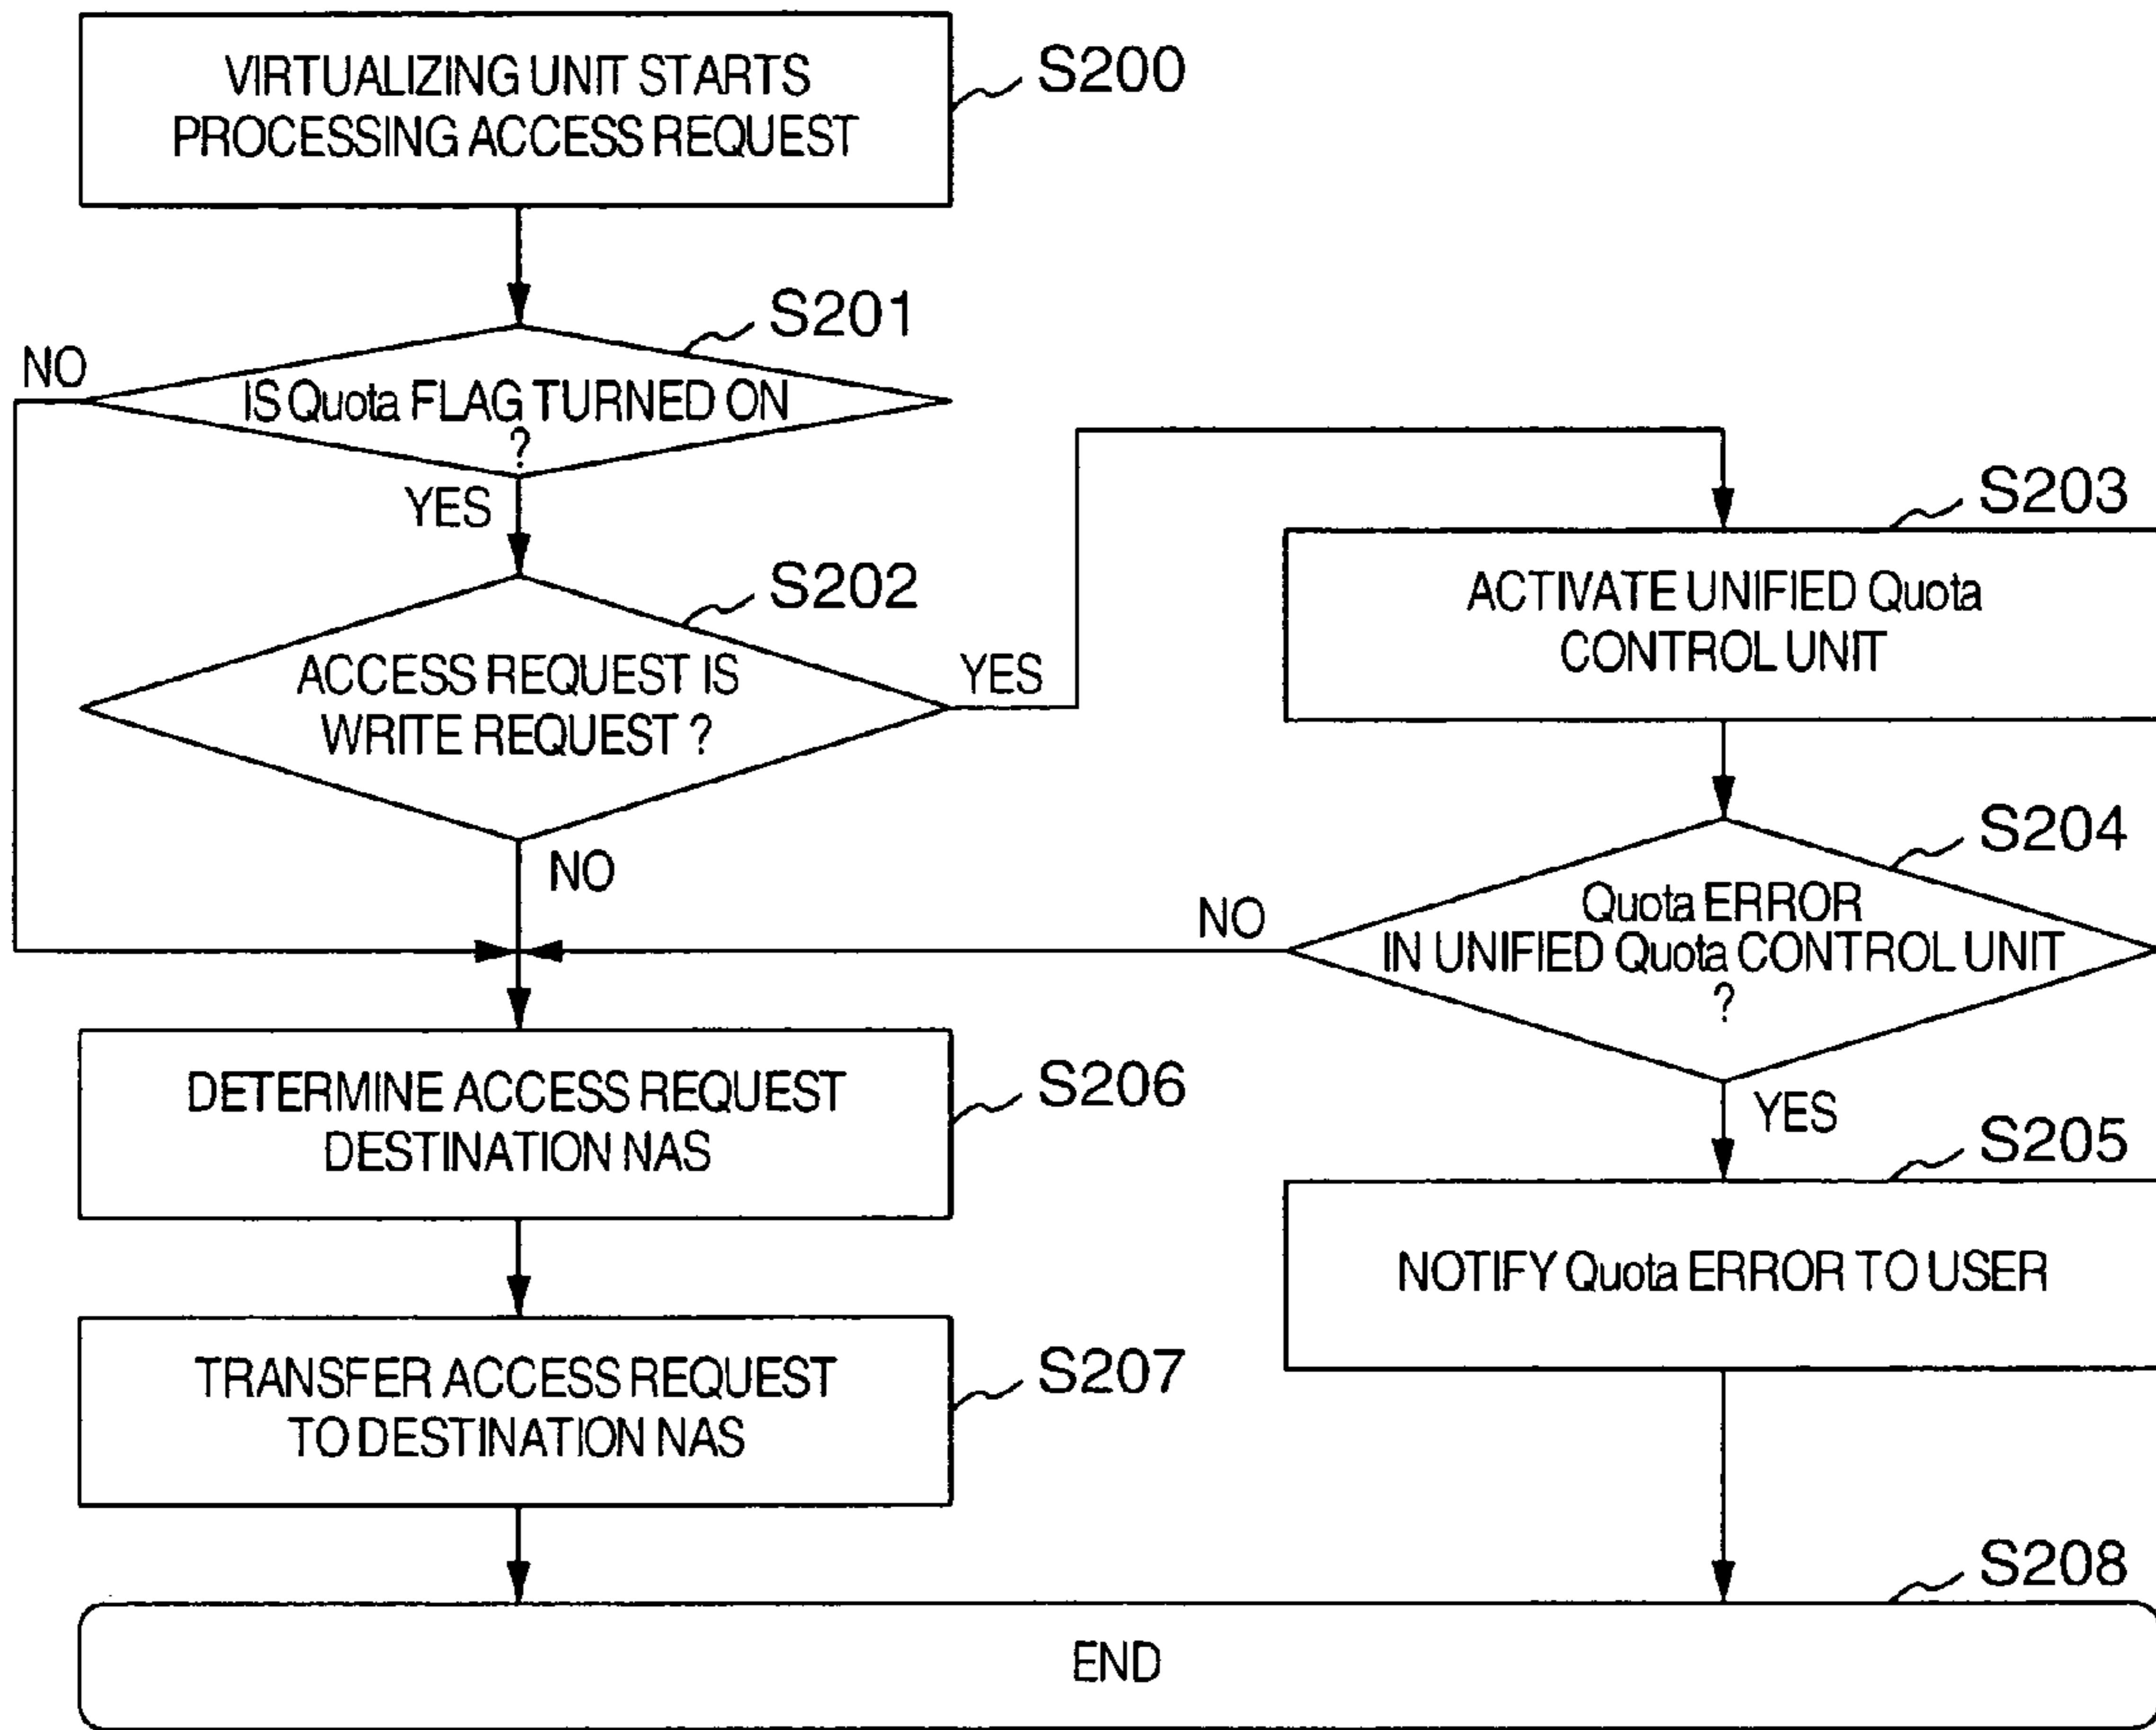 VIRTUALIZING UNIT STARTS
PROCESSING ACCESS REQUEST
S200
S201
NO
IS Quota FLAG TURNED ON
?
YES
S202
ACCESS REQUEST IS
WRITE REQUEST ?
YES
NO
S203
ACTIVATE UNIFIED Quota
CONTROL UNIT
S204
Quota ERROR
IN UNIFIED Quota CONTROL UNIT
?
NO
YES
S205
NOTIFY Quota ERROR TO USER
S206
DETERMINE ACCESS REQUEST
DESTINATION NAS
S207
TRANSFER ACCESS REQUEST
TO DESTINATION NAS
S208
END